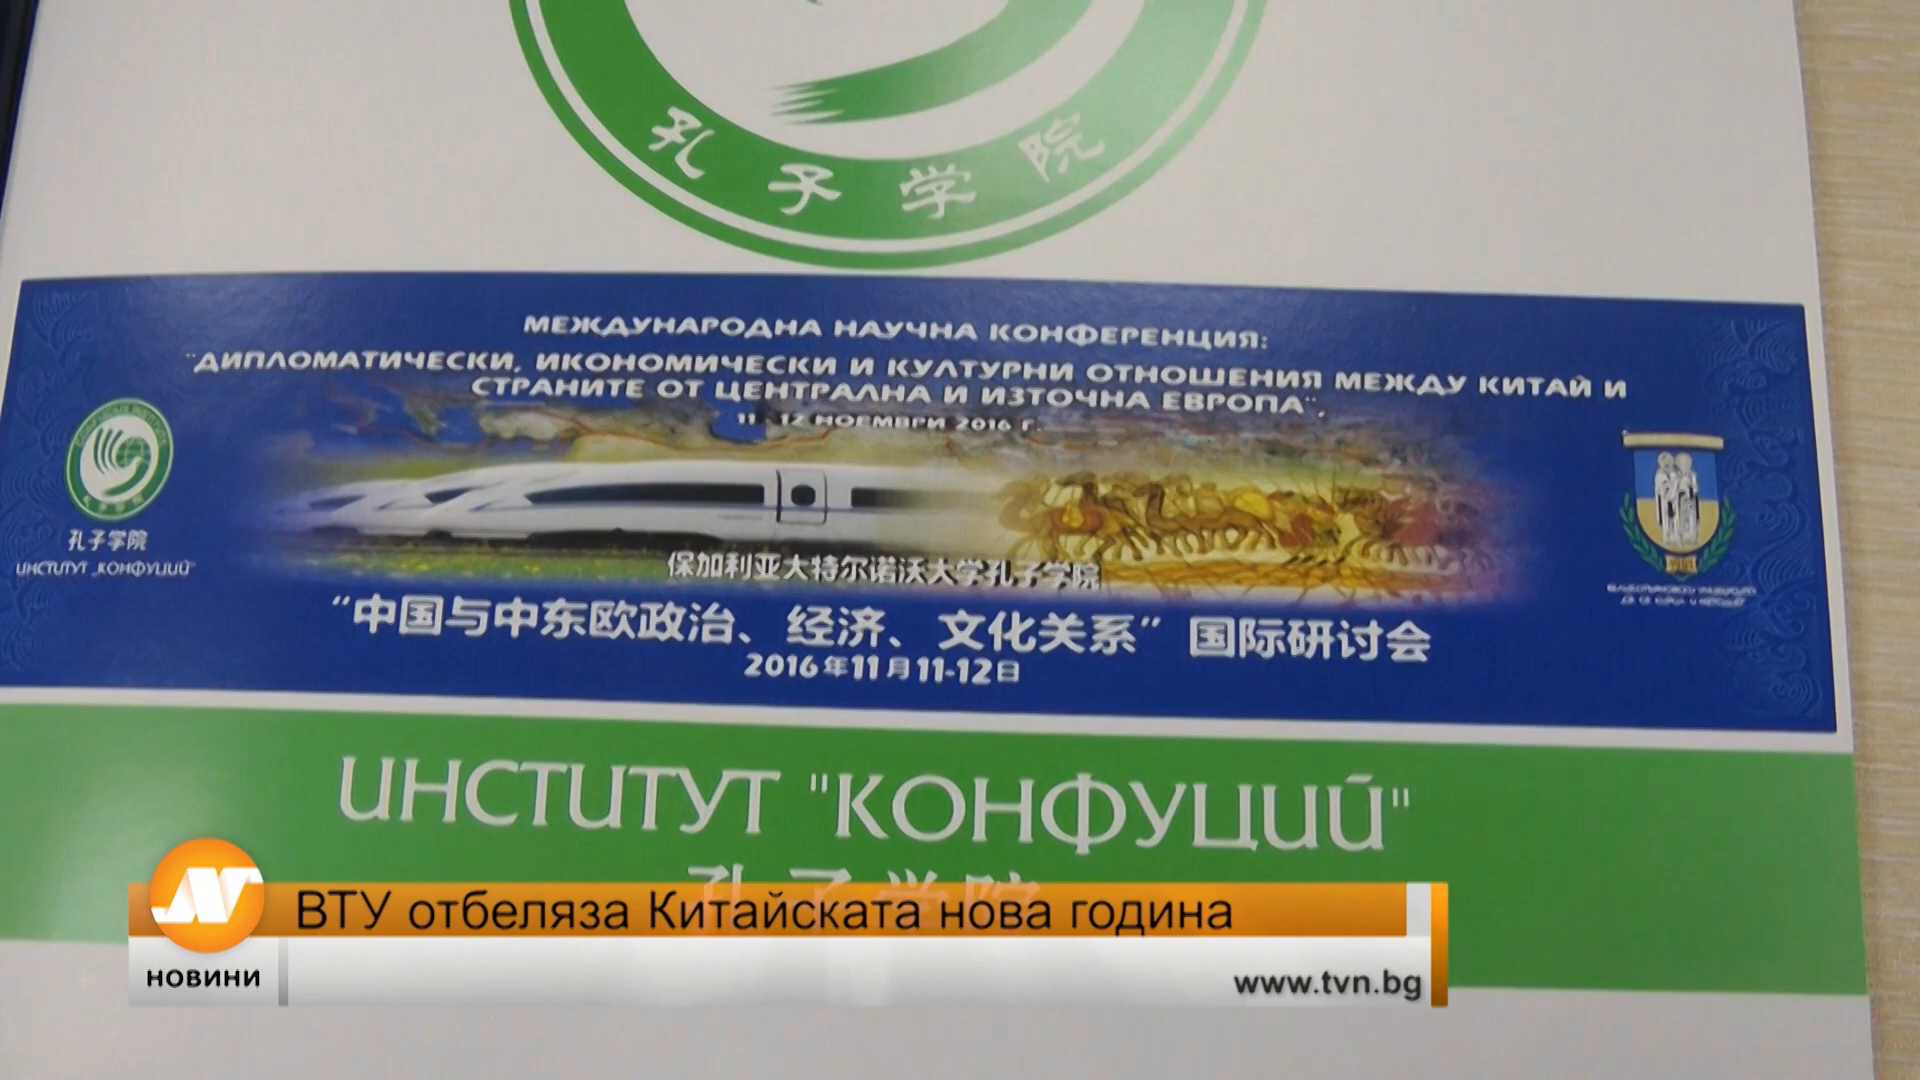 孔子学院
МЕЖДУНАРОДНА НАУЧНА КОНФЕРЕНЦИЯ:
"ДИПЛОМАТИЧЕСКИ, ИКОНОМИЧЕСКИ И КУЛТУРНИ ОТНОШЕНИЯ МЕЖДУ КИТАЙ И
СТРАНИТЕ ОТ ЦЕНТРАЛНА И ИЗТОЧНА ЕВРОПА",
11 - 12 НОЕМВРИ 2016 Г.
孔子学院
ИНСТИТУТ „КОНФУЦИЙ"
保加利亚大特尔诺沃大学孔子学院
"中国与中东欧政治、经济、文化关系" 国际研讨会
2016年11月11-12日
ИНСТИТУТ "КОНФУЦИЙ"
孔子学院
ВТУ отбеляза Китайската нова година
НОВИНИ
www.tvn.bg